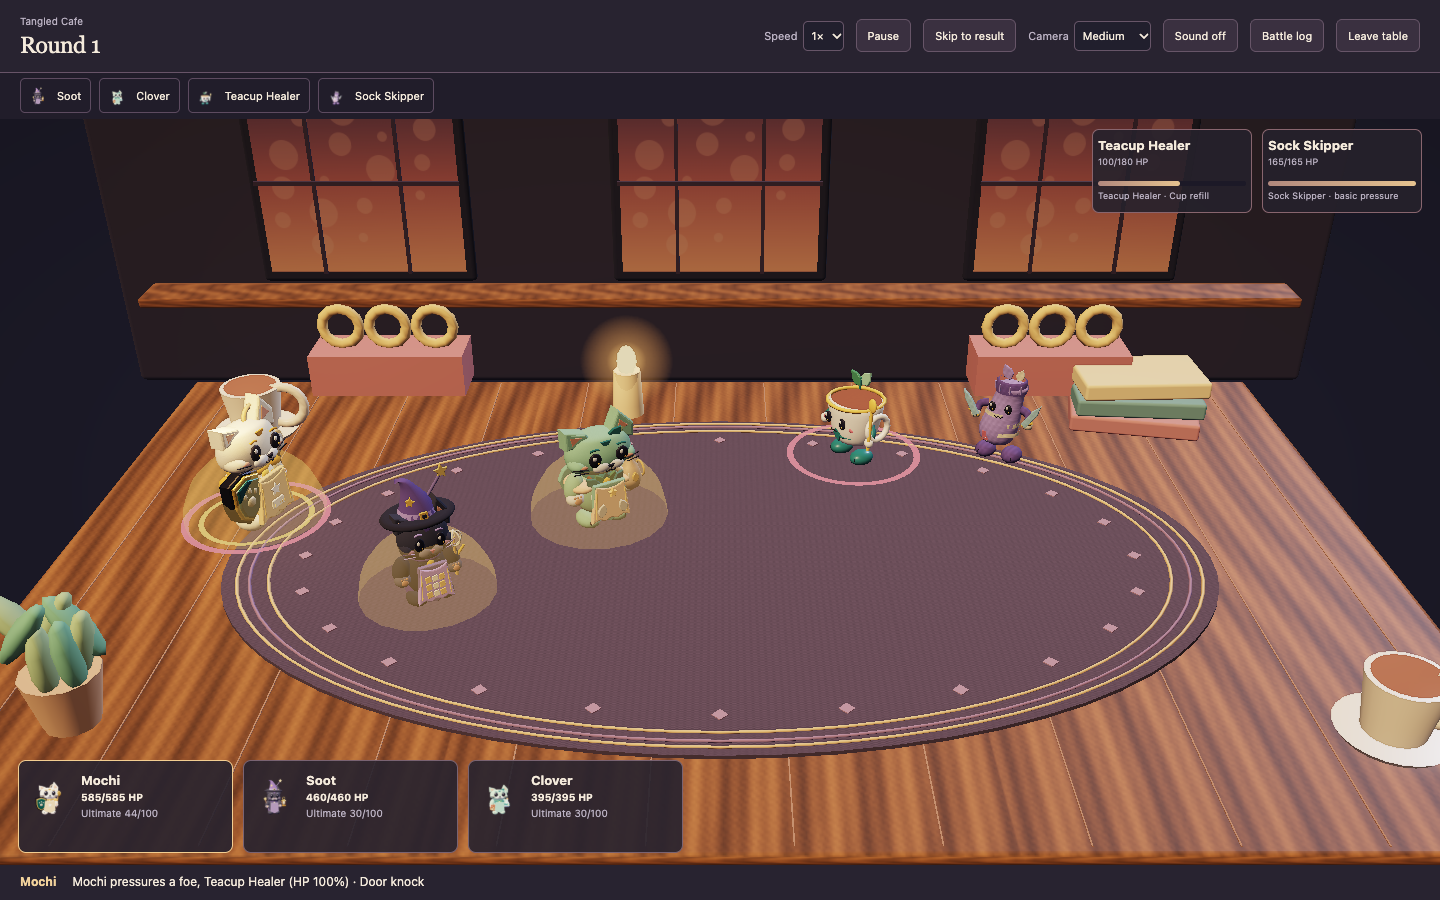 Tangled Cafe
Round 1
Speed 1× Pause Skip to result Camera Medium Sound off Battle log Leave table
Soot Clover Teacup Healer Sock Skipper
Teacup Healer
100/180 HP
Teacup Healer · Cup refill
Sock Skipper
165/165 HP
Sock Skipper · basic pressure
Mochi
585/585 HP
Ultimate 44/100
Soot
460/460 HP
Ultimate 30/100
Clover
395/395 HP
Ultimate 30/100
Mochi Mochi pressures a foe, Teacup Healer (HP 100%) · Door knock